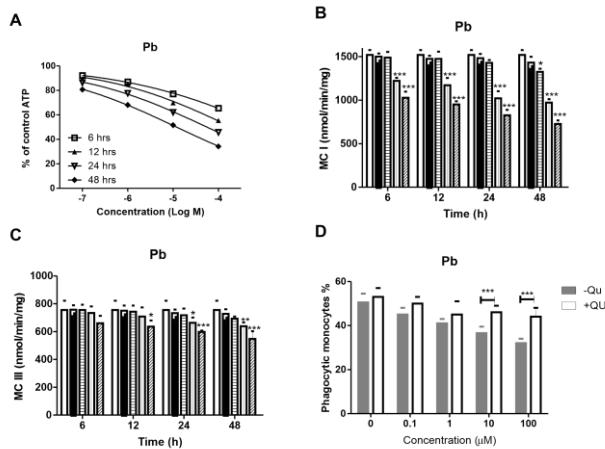 A
Pb
% of control ATP
100
80
60
40
20
0
6 hrs
12 hrs
24 hrs
48 hrs
-7 -6 -5 -4
Concentration (Log M)
B
Pb
MC I (nmol/min/mg)
1500
1000
500
0
***
***
***
***
***
***
*
***
***
6 12 24 48
Time (h)
C
Pb
MC III (nmol/min/mg)
1000
800
600
400
200
0
*
*
***
**
***
6 12 24 48
Time (h)
D
Pb
Phagocytic monocytes %
60
40
20
0
***
***
-Qu
+QU
0 0.1 1 10 100
Concentration (µM)